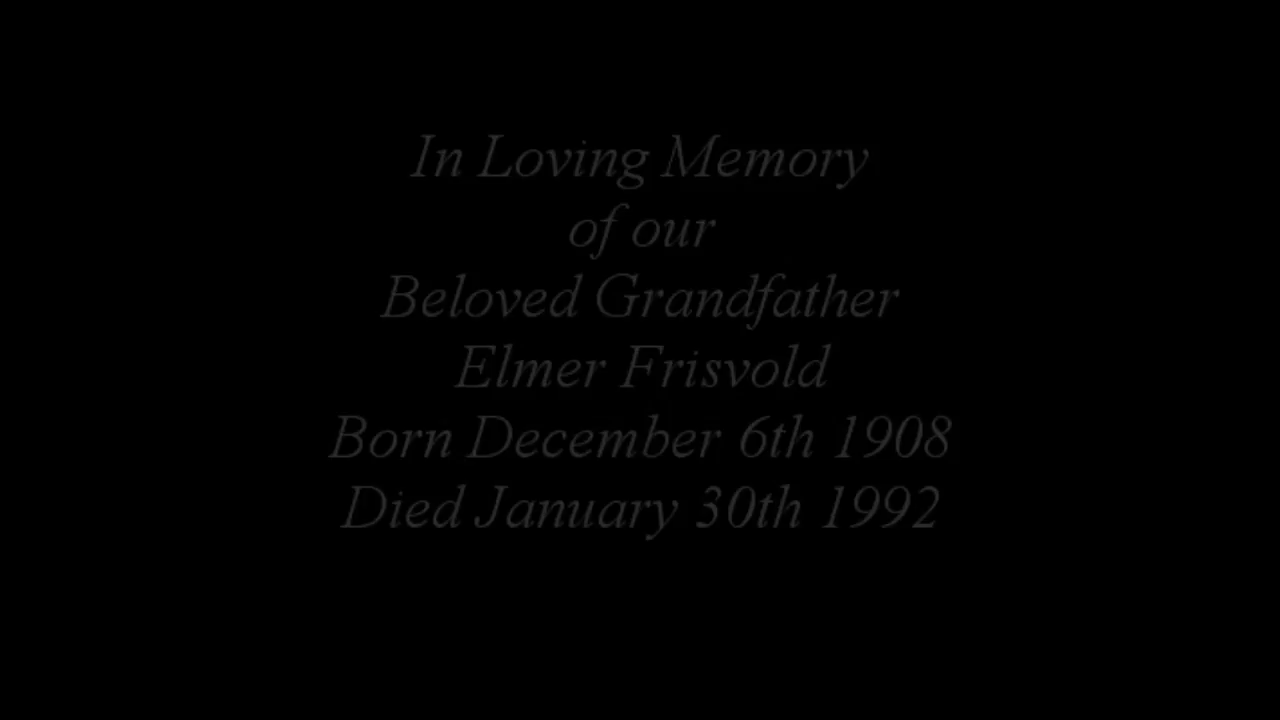 In Loving Memory
of our
Beloved Grandfather
Elmer Frisvold
Born December 6th 1908
Died January 30th 1992